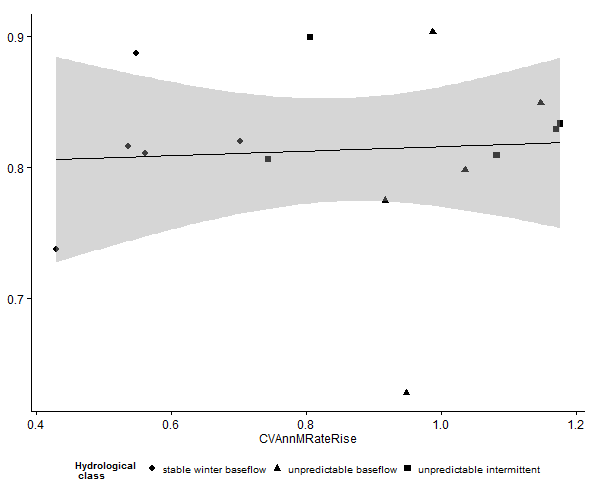 0.9
0.8
0.7
0.4 0.6 0.8 1.0 1.2
CVAnnMRateRise
Hydrological
class
stable winter baseflow unpredictable baseflow unpredictable intermittent